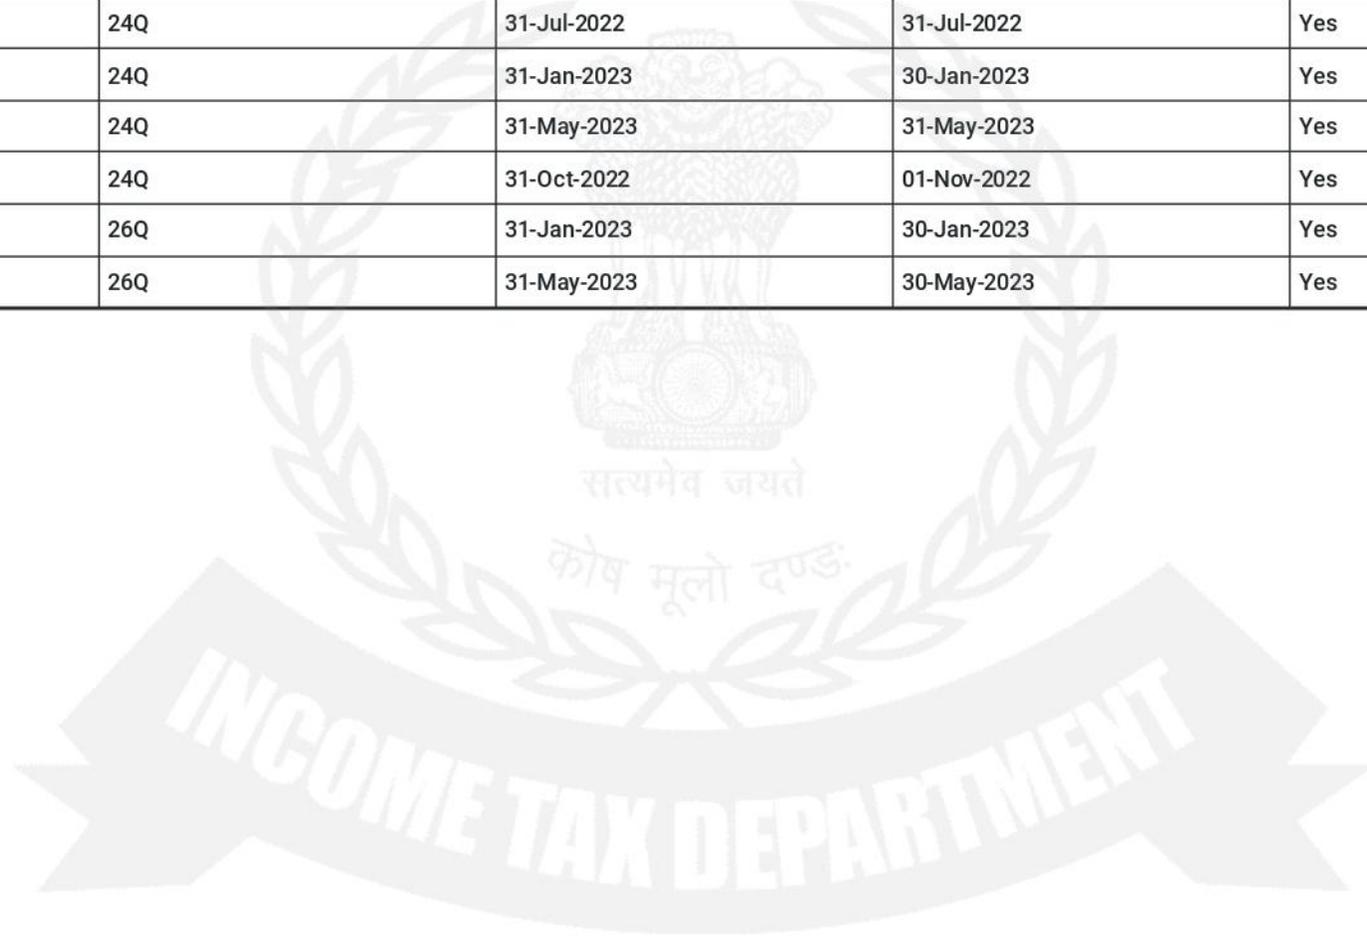 24Q 31-Jul-2022 31-Jul-2022 Yes
24Q 31-Jan-2023 30-Jan-2023 Yes
24Q 31-May-2023 31-May-2023 Yes
24Q 31-Oct-2022 01-Nov-2022 Yes
26Q 31-Jan-2023 30-Jan-2023 Yes
26Q 31-May-2023 30-May-2023 Yes
सत्यमेव जयते
कोष मूलो दण्डः
INCOME TAX DEPARTMENT